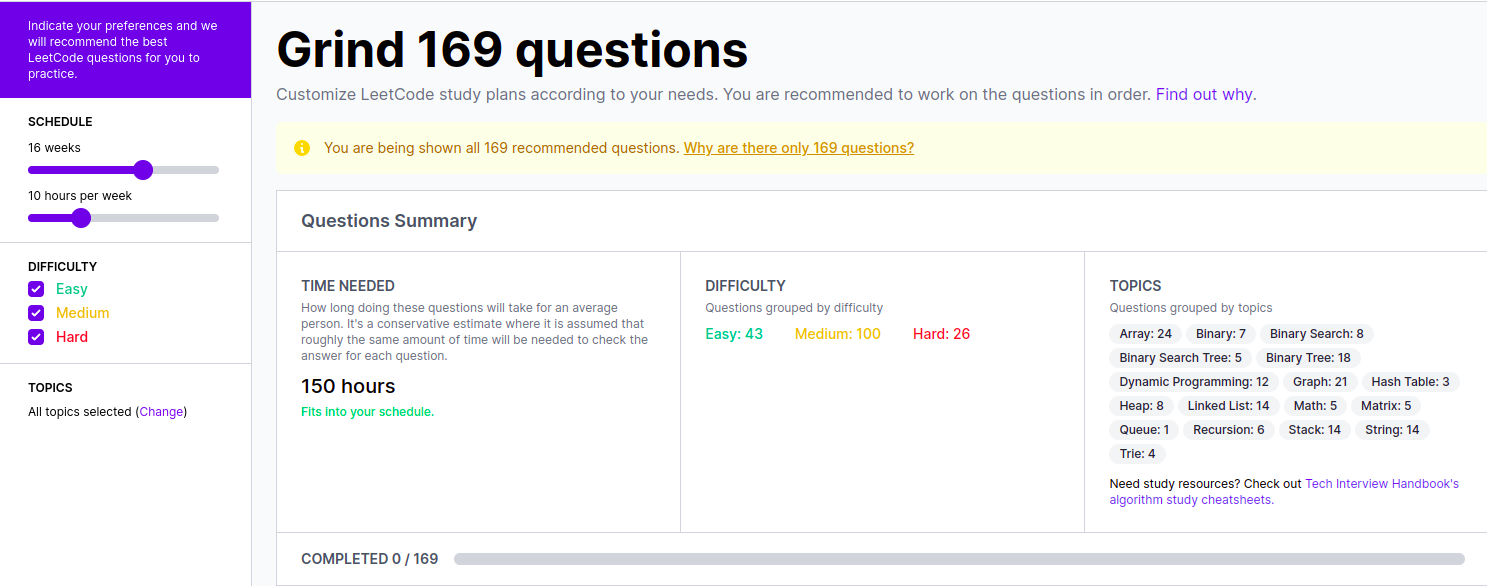 Indicate your preferences and we
will recommend the best
LeetCode questions for you to
practice.
SCHEDULE
16 weeks
10 hours per week
DIFFICULTY
Easy
Medium
Hard
TOPICS
All topics selected (Change)
Grind 169 questions
Customize LeetCode study plans according to your needs. You are recommended to work on the questions in order. Find out why.
You are being shown all 169 recommended questions. Why are there only 169 questions?
Questions Summary
TIME NEEDED
How long doing these questions will take for an average
person. It's a conservative estimate where it is assumed that
roughly the same amount of time will be needed to check the
answer for each question.
150 hours
Fits into your schedule.
DIFFICULTY
Questions grouped by difficulty
Easy: 43 Medium: 100 Hard: 26
TOPICS
Questions grouped by topics
Array: 24 Binary: 7 Binary Search: 8
Binary Search Tree: 5 Binary Tree: 18
Dynamic Programming: 12 Graph: 21 Hash Table: 3
Heap: 8 Linked List: 14 Math: 5 Matrix: 5
Queue: 1 Recursion: 6 Stack: 14 String: 14
Trie: 4
Need study resources? Check out Tech Interview Handbook's
algorithm study cheatsheets.
COMPLETED 0 / 169